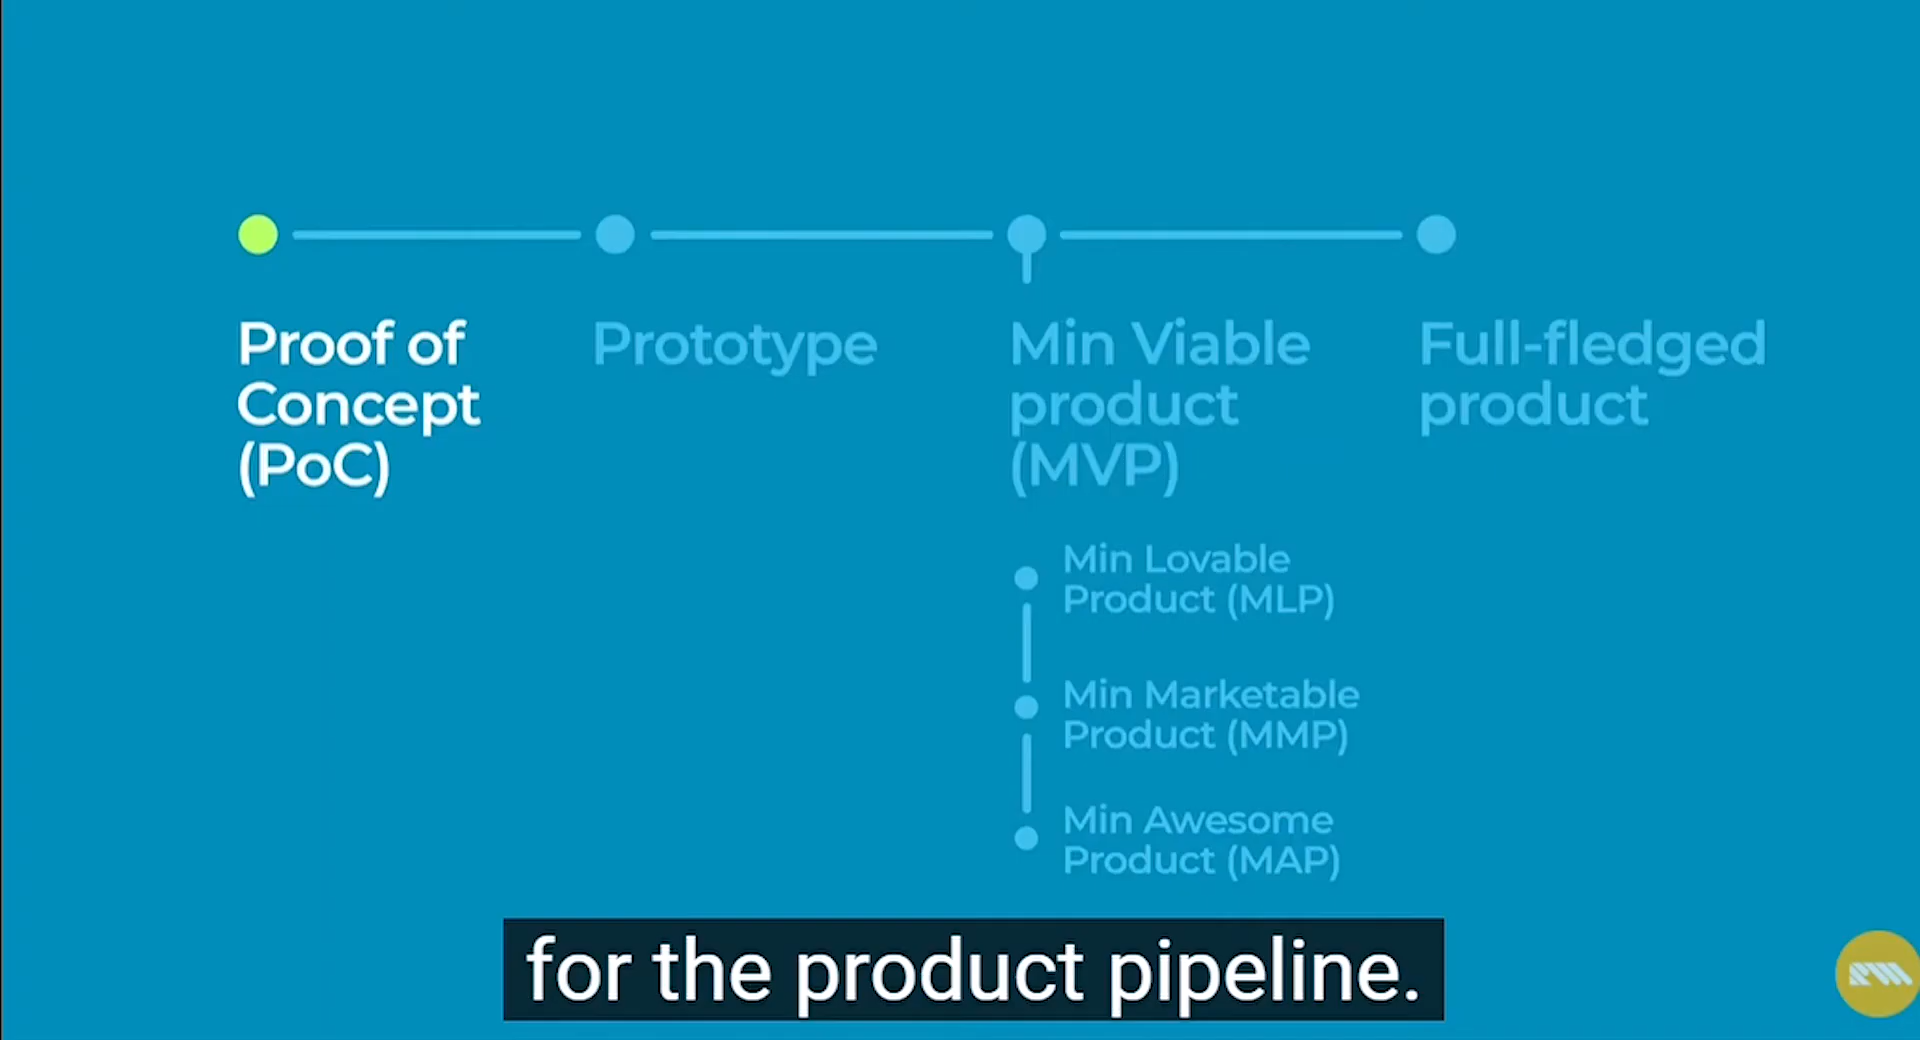 Proof of
Concept
(PoC)
Prototype
Min Viable
product
(MVP)
Min Lovable
Product (MLP)
Min Marketable
Product (MMP)
Min Awesome
Product (MAP)
Full-fledged
product
for the product pipeline.